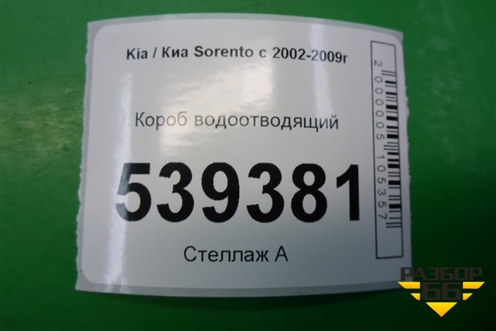 Kia / Киа Sorento с 2002-2009г
Короб водоотводящий
539381
Стеллаж А
2000005105357
РАЗБОР
66